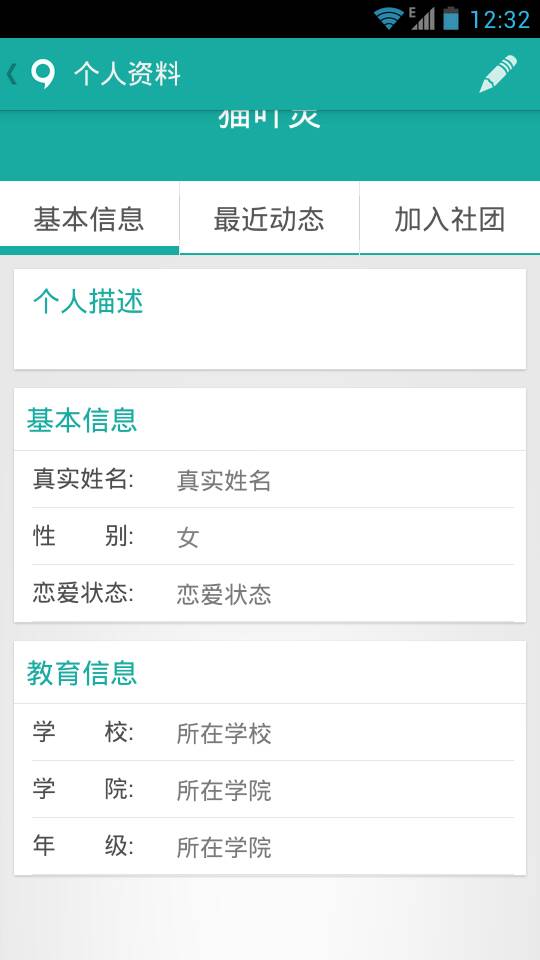 E 12:32
个人资料
基本信息 最近动态 加入社团
个人描述
基本信息
真实姓名: 真实姓名
性 别: 女
恋爱状态: 恋爱状态
教育信息
学 校: 所在学校
学 院: 所在学院
年 级: 所在学院